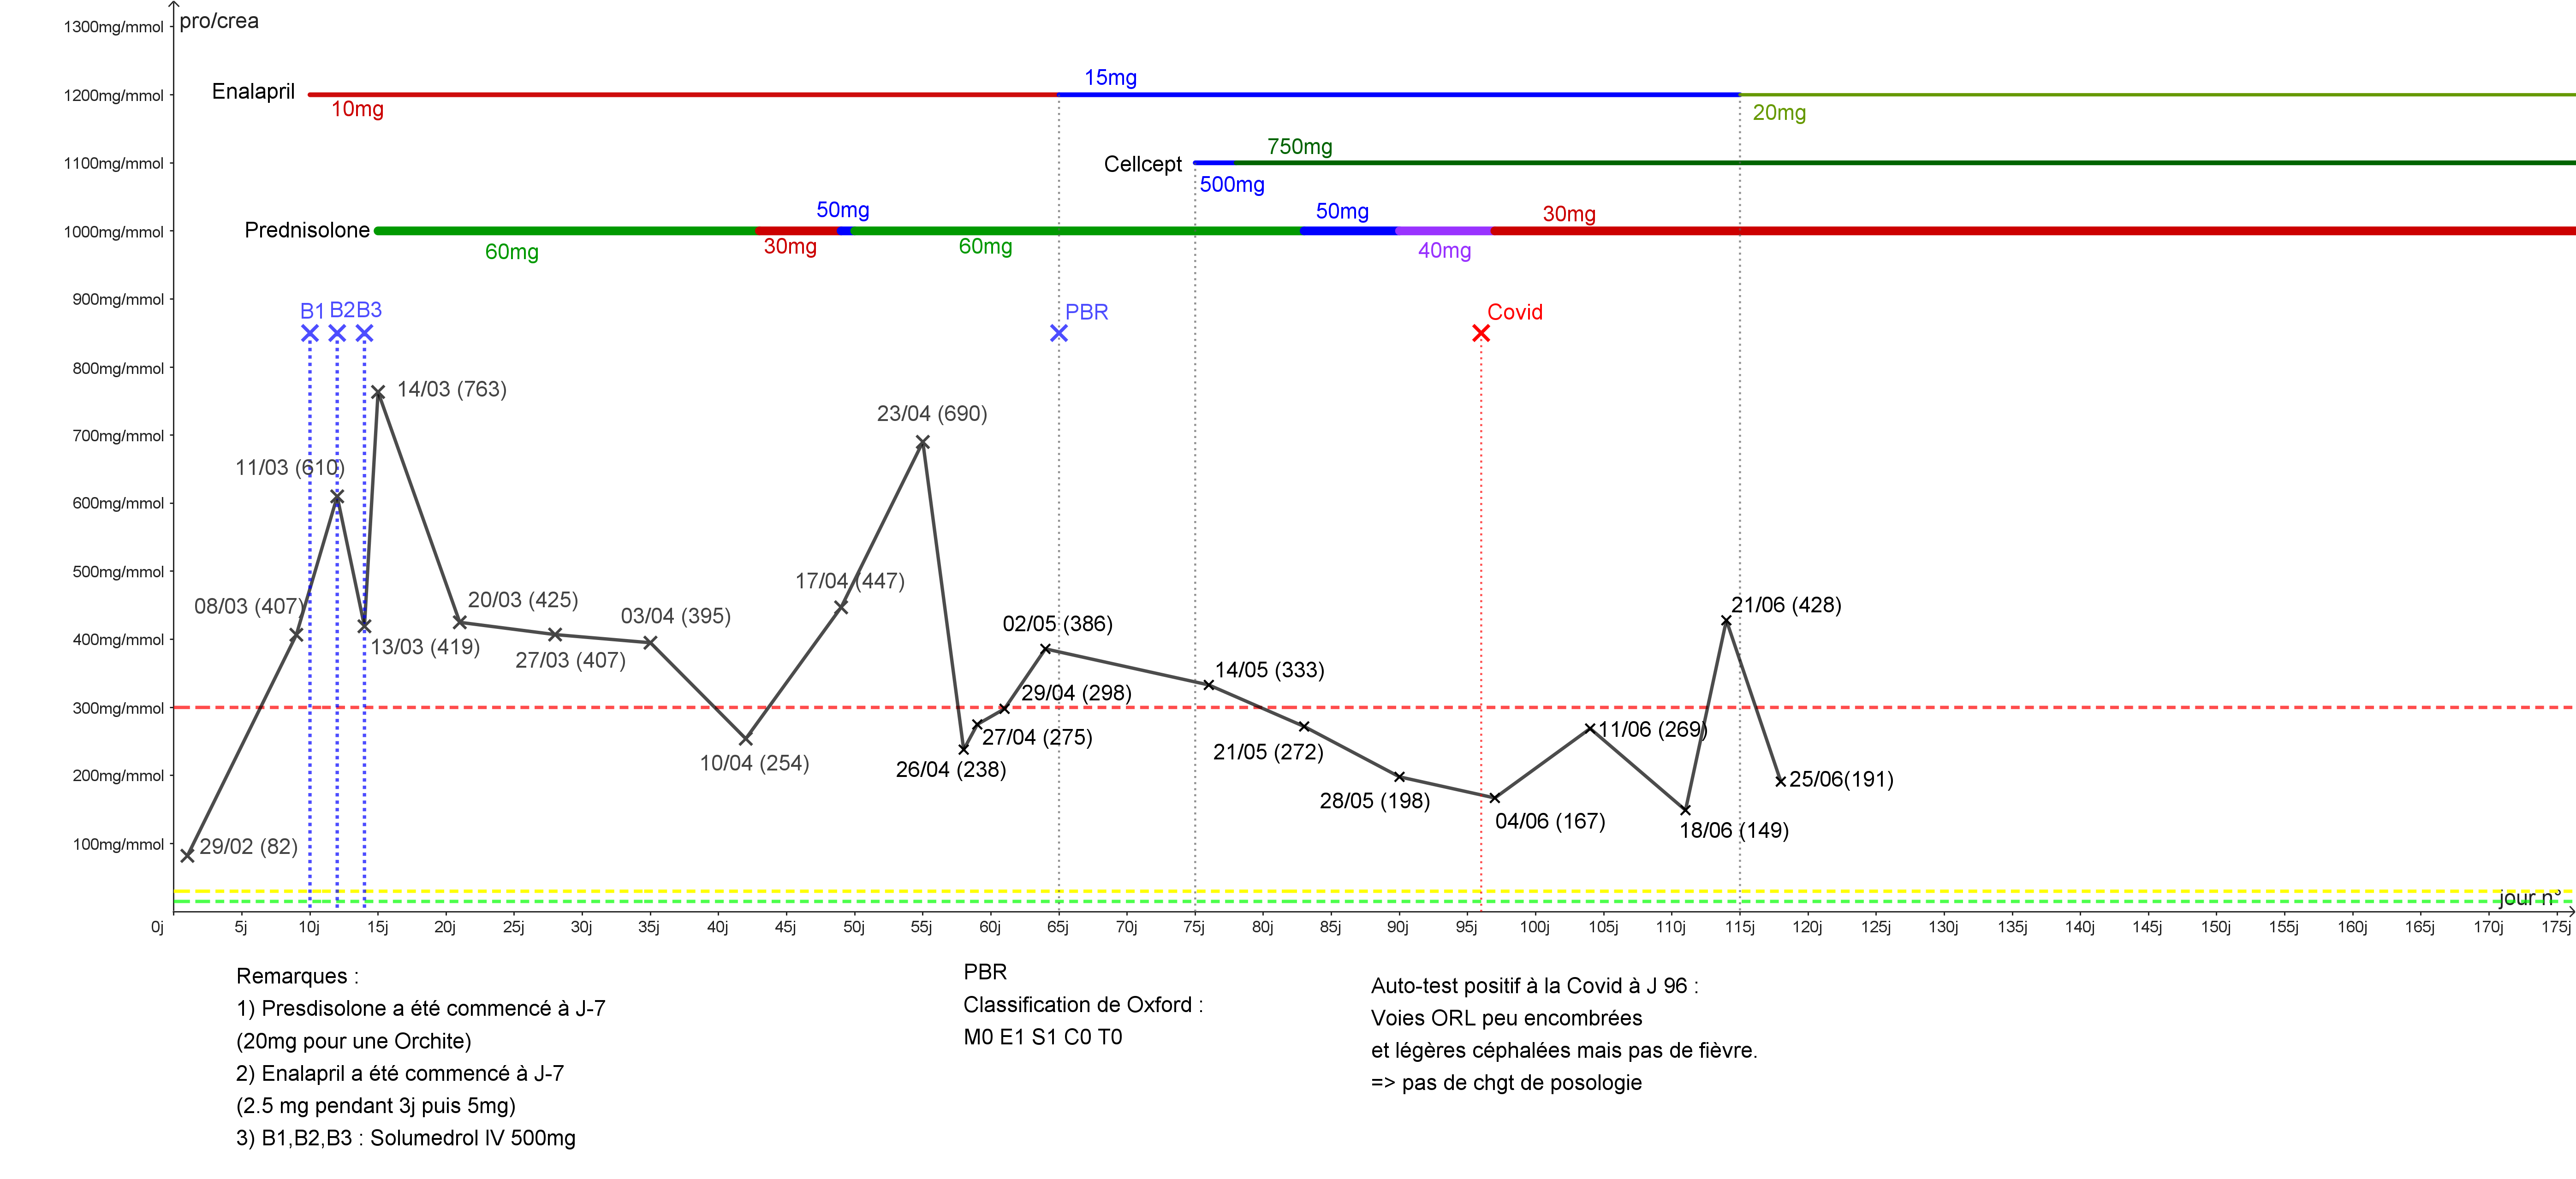 1300mg/mmol
pro/crea
1200mg/mmol
Enalapril
10mg
15mg
20mg
1100mg/mmol
Cellcept
500mg
750mg
1000mg/mmol
Prednisolone
60mg
30mg
50mg
60mg
50mg
40mg
30mg
900mg/mmol
B1
B2
B3
PBR
Covid
800mg/mmol
700mg/mmol
600mg/mmol
500mg/mmol
400mg/mmol
300mg/mmol
200mg/mmol
100mg/mmol
29/02 (82)
08/03 (407)
11/03 (610)
13/03 (419)
14/03 (763)
20/03 (425)
27/03 (407)
03/04 (395)
10/04 (254)
17/04 (447)
23/04 (690)
26/04 (238)
27/04 (275)
29/04 (298)
02/05 (386)
14/05 (333)
21/05 (272)
28/05 (198)
04/06 (167)
11/06 (269)
18/06 (149)
21/06 (428)
25/06(191)
jour n°
0j
5j
10j
15j
20j
25j
30j
35j
40j
45j
50j
55j
60j
65j
70j
75j
80j
85j
90j
95j
100j
105j
110j
115j
120j
125j
130j
135j
140j
145j
150j
155j
160j
165j
170j
175j
Remarques :
1) Presdisolone a été commencé à J-7
(20mg pour une Orchite)
2) Enalapril a été commencé à J-7
(2.5 mg pendant 3j puis 5mg)
3) B1,B2,B3 : Solumedrol IV 500mg
PBR
Classification de Oxford :
M0 E1 S1 C0 T0
Auto-test positif à la Covid à J 96 :
Voies ORL peu encombrées
et légères céphalées mais pas de fièvre.
=> pas de chgt de posologie